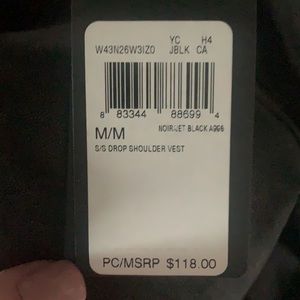 YC H4
W43N26W3IZ0 JBLK CA
8 83344 88699 4
M/M NOIR/JET BLACK A996
S/S DROP SHOULDER VEST
PC/MSRP $118.00